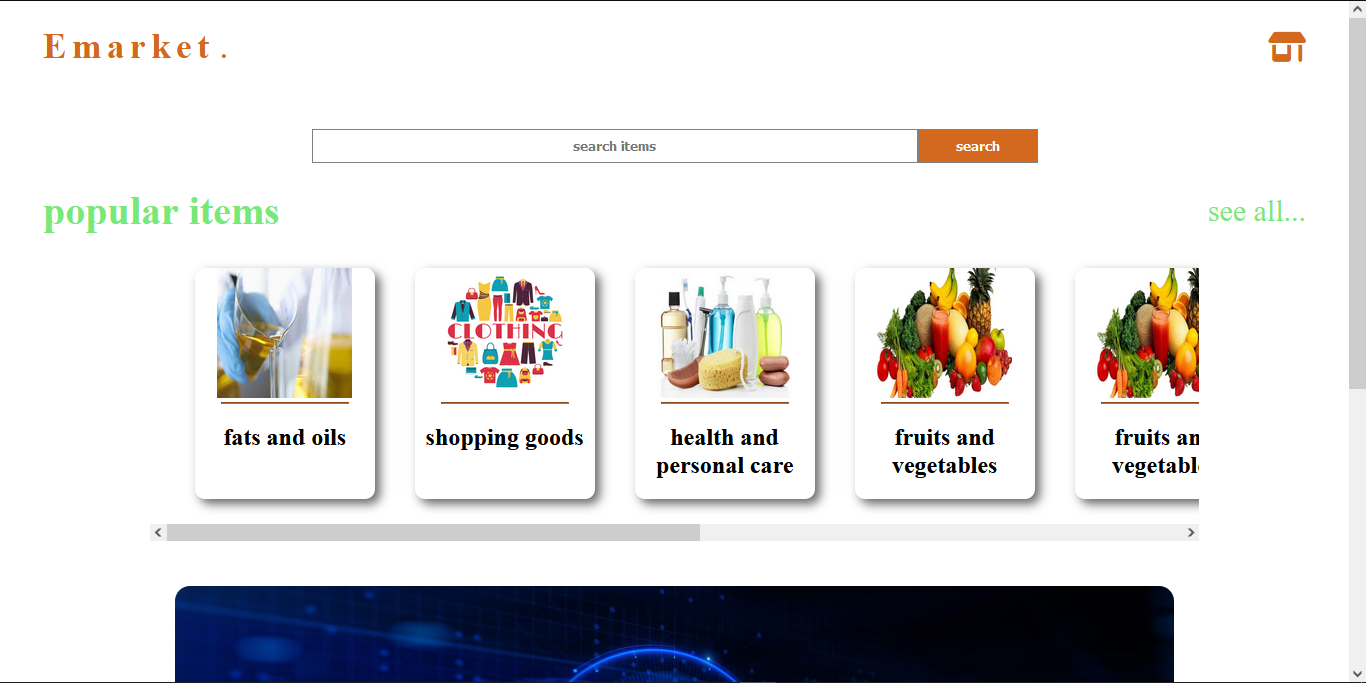 Emarket .
search items
search
popular items
see all...
CLOTHING
fats and oils
shopping goods
health and
personal care
fruits and
vegetables
fruits an
vegetabl